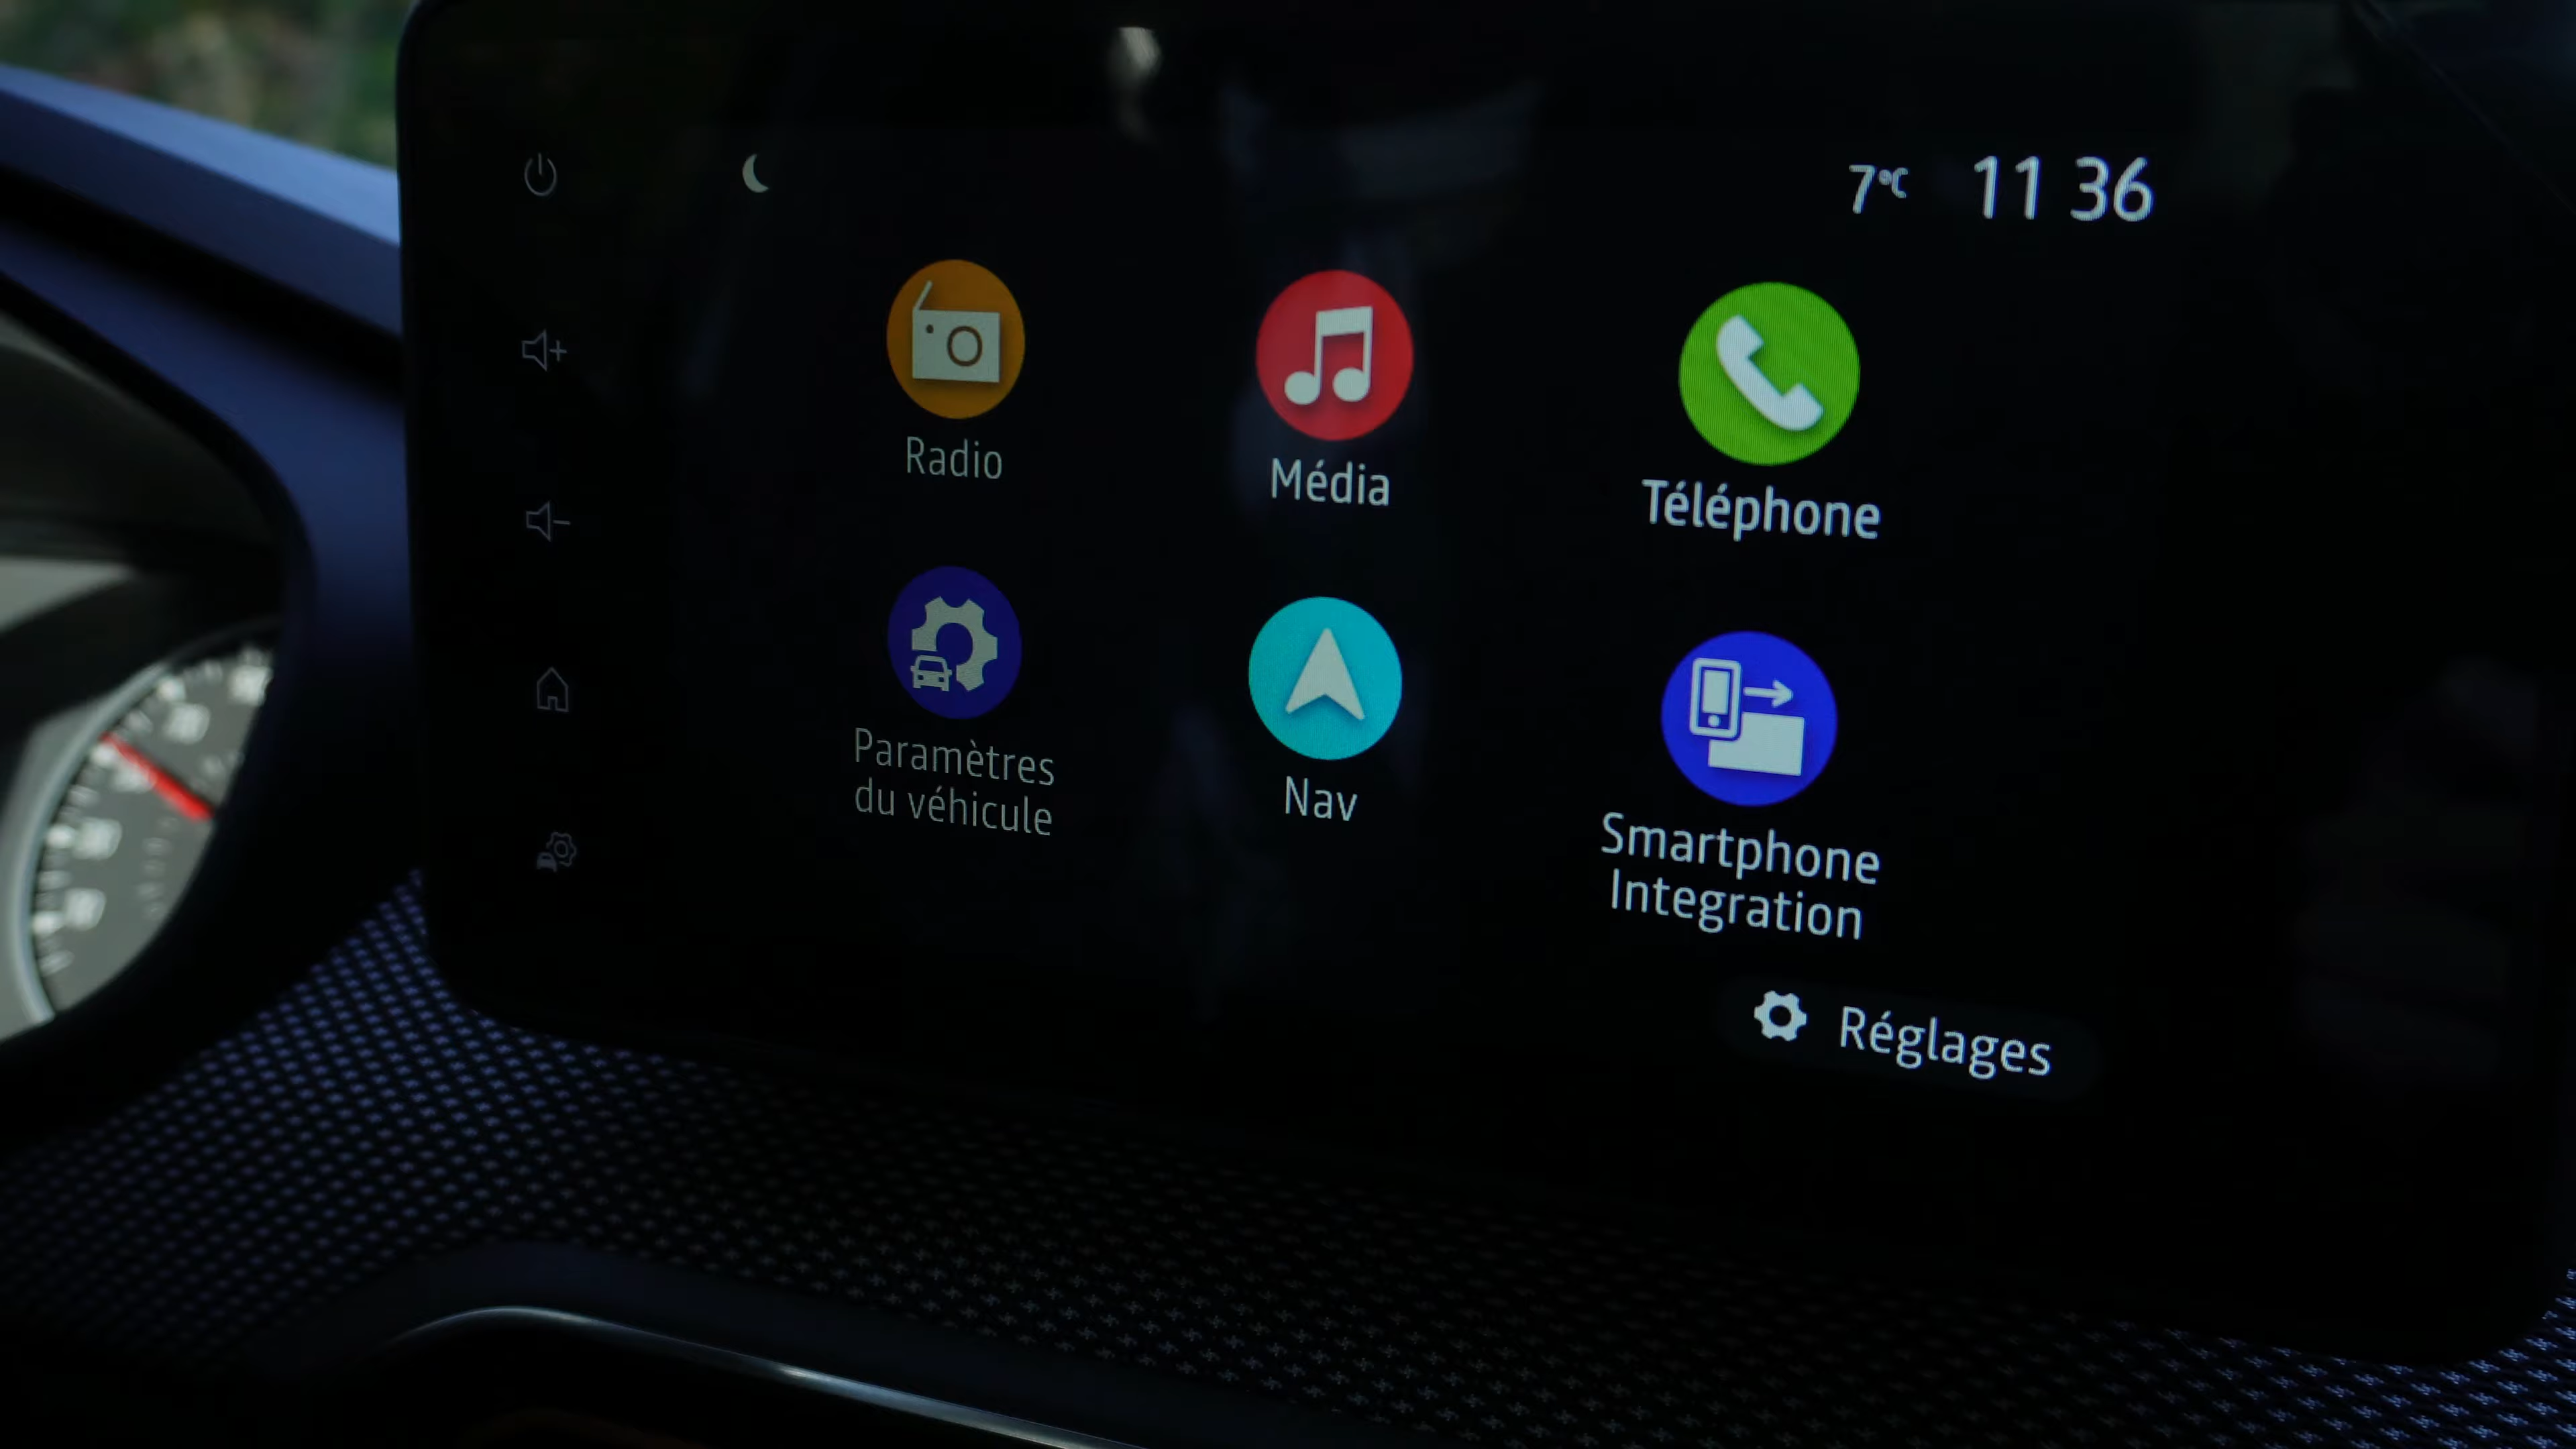 7°C 11 36
Radio
Média
Téléphone
Paramètres
du véhicule
Nav
Smartphone
Integration
Réglages